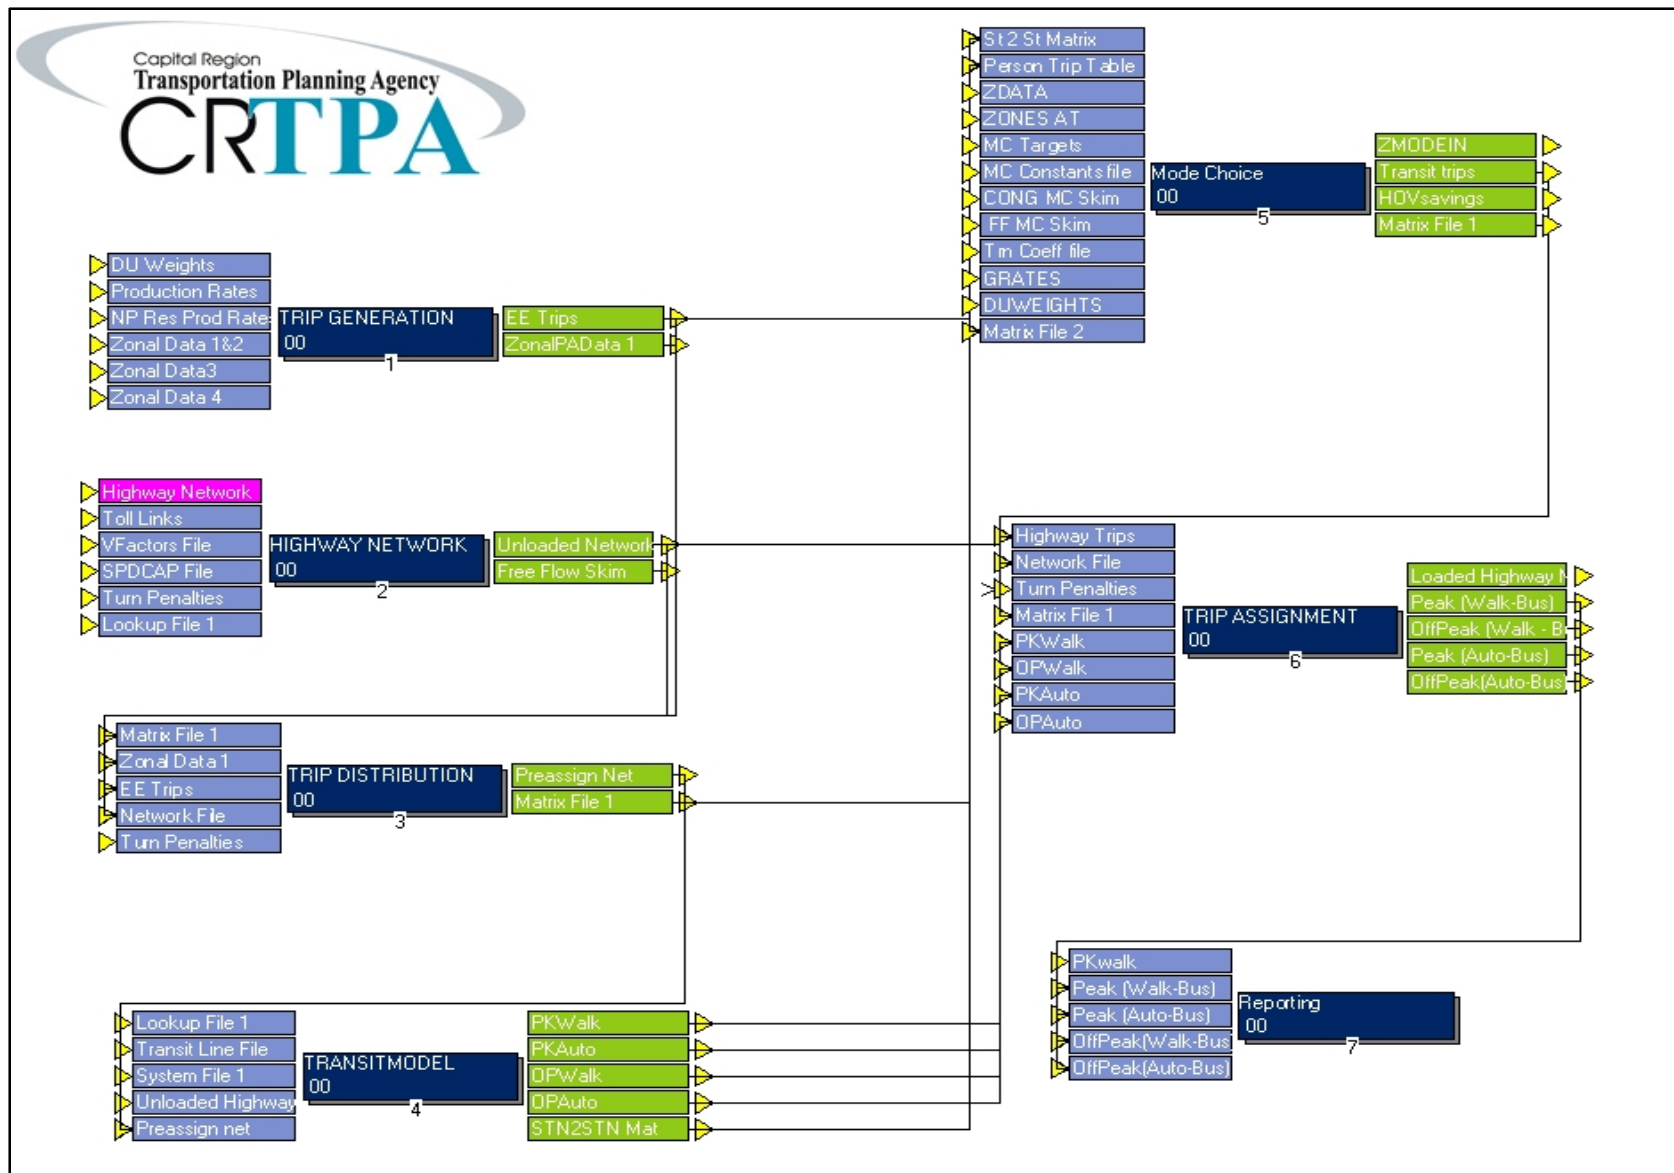 Capital Region
Transportation Planning Agency
CRTPA
St2 St Matrix
Person Trip Table
ZDATA
ZONES AT
MC Targets
MC Constants file
CONG MC Skim
FF MC Skim
Trn Coeff file
GRATES
DUWEIGHTS
Matrix File 2
Mode Choice
00
5
ZMODEIN
Transit trips
HOVsavings
Matrix File 1
DU Weights
Production Rates
NP Res Prod Rate
Zonal Data 1&2
Zonal Data3
Zonal Data 4
TRIP GENERATION
00
1
EE Trips
ZonalPAData 1
Highway Network
Toll Links
VFactors File
SPDCAP File
Turn Penalties
Lookup File 1
HIGHWAY NETWORK
00
2
Unloaded Network
Free Flow Skim
Highway Trips
Network File
Turn Penalties
Matrix File 1
PKWalk
OPWalk
PKAuto
OPAuto
TRIP ASSIGNMENT
00
6
Loaded Highway N
Peak (Walk-Bus)
OffPeak (Walk - B
Peak (Auto-Bus)
OffPeak(Auto-Bus
Matrix File 1
Zonal Data 1
EE Trips
Network File
Turn Penalties
TRIP DISTRIBUTION
00
3
Preassign Net
Matrix File 1
Lookup File 1
Transit Line File
System File 1
Unloaded Highway
Preassign net
TRANSITMODEL
00
4
PKWalk
PKAuto
OPWalk
OPAuto
STN2STN Mat
PKwalk
Peak (Walk-Bus)
Peak (Auto-Bus)
OffPeak(Walk-Bus
OffPeak(Auto-Bus)
Reporting
00
7